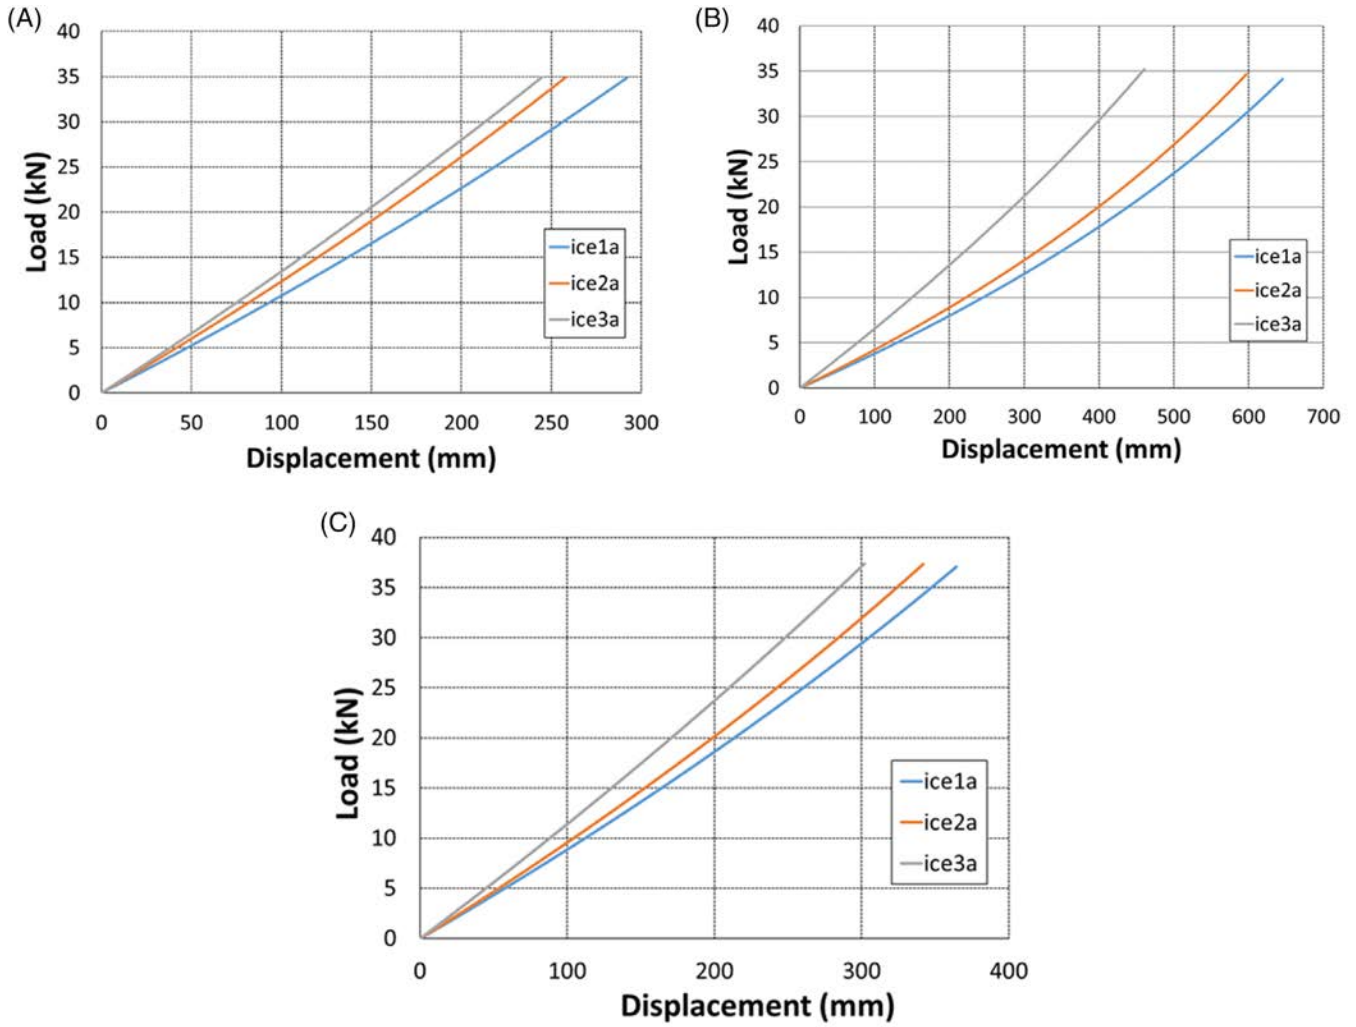 (A)
40
35
30
25
20
15
10
5
0
Load (kN)
0 50 100 150 200 250 300
Displacement (mm)
ice1a
ice2a
ice3a
(B)
40
35
30
25
20
15
10
5
0
Load (kN)
0 100 200 300 400 500 600 700
Displacement (mm)
ice1a
ice2a
ice3a
(C)
40
35
30
25
20
15
10
5
0
Load (kN)
0 100 200 300 400
Displacement (mm)
ice1a
ice2a
ice3a